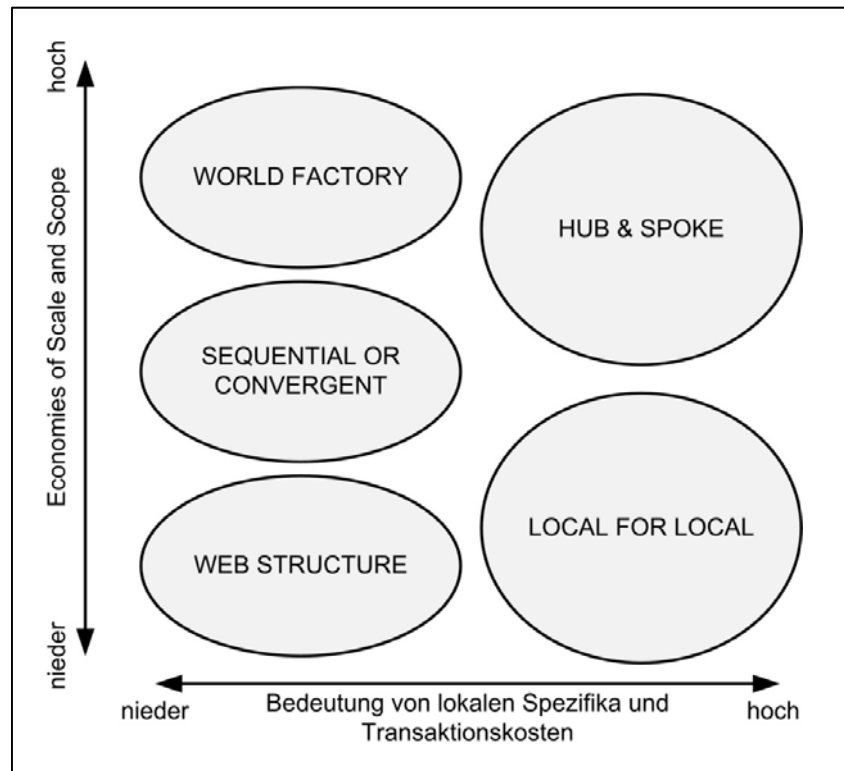 hoch
Economies of Scale and Scope
nieder
WORLD FACTORY
HUB & SPOKE
SEQUENTIAL OR
CONVERGENT
LOCAL FOR LOCAL
WEB STRUCTURE
nieder
Bedeutung von lokalen Spezifika und
Transaktionskosten
hoch